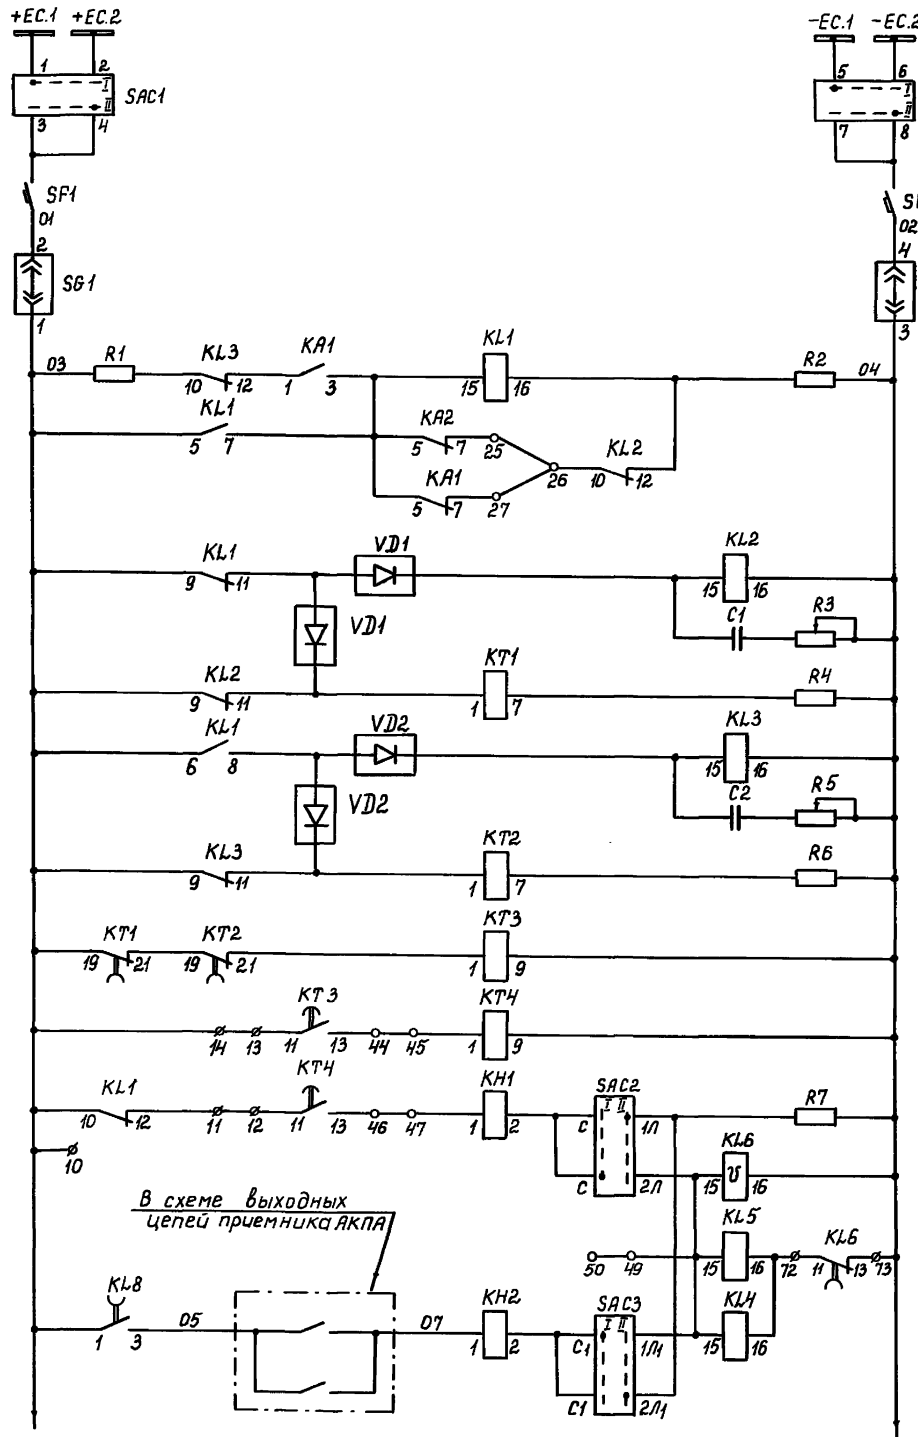 +ЕС.1 +ЕС.2 −ЕС.1 −ЕС.2
1 2 5 6
I I
SAC1
II II
3 4 7 8
SF1
01 02
2 4
SG1
1 3
03 R1 KL3 KA1 KL1 R2 04
10 12 1 3 15 16
KL1 KA2 KL2
5 7 5 7 25
26 10 12
KA1
5 7 27
KL1 VD1 KL2
9 11 15 16
C1 R3
VD1
KL2 KT1 R4
9 11 1 7
KL1 VD2 KL3
6 8 15 16
C2 R5
VD2
KL3 KT2 R6
9 11 1 7
KT1 KT2 KT3
19 21 19 21 1 9
KT3 KT4
14 13 11 13 44 45 1 9
KL1 KT4 KH1 SAC2 R7
I II
10 12 11 12 11 13 46 47 1 2 С 1Л
10
KL6
С 2Л 15 16
В схеме выходных
цепей приемника АКПА
KL5 KL6
50 49 15 16 72 11 13 73
KL8 05 07 KH2 SAC3 KL4
I II
1 3 1 2 С1 1Л1 15 16
С1 2Л1